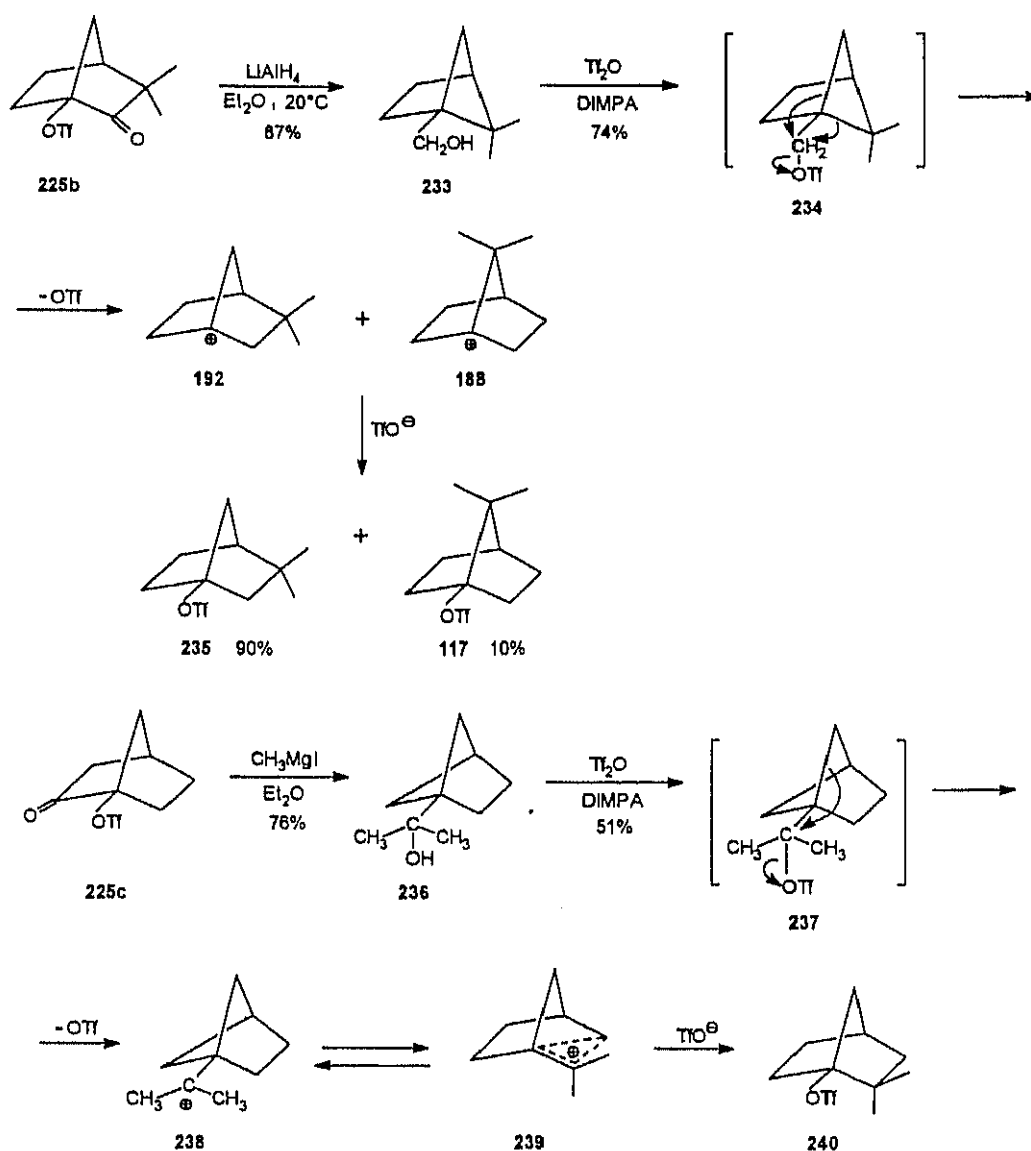 LiAlH₄
Et₂O , 20°C
67%
OTf
O
225b
CH₂OH
233
Tf₂O
DIMPA
74%
CH₂
OTf
234
- OTf
⊕
192
+
⊕
188
TfO⊖
OTf
235 90%
+
OTf
117 10%
O
OTf
225c
CH₃MgI
Et₂O
76%
CH₃ C CH₃
OH
236
.
Tf₂O
DIMPA
51%
CH₃ C CH₃
OTf
237
- OTf
CH₃ C CH₃
⊕
238
⊕
239
TfO⊖
OTf
240